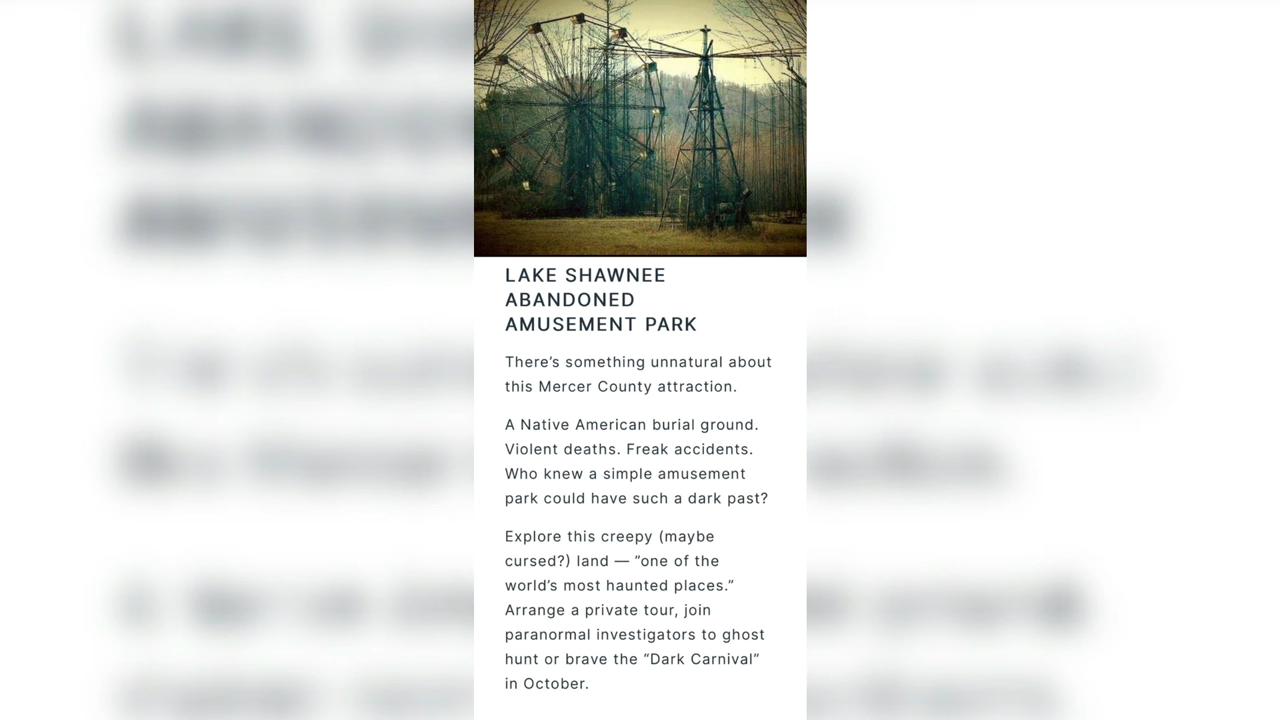 LAKE SHAWNEE
ABANDONED
AMUSEMENT PARK
There’s something unnatural about
this Mercer County attraction.
A Native American burial ground.
Violent deaths. Freak accidents.
Who knew a simple amusement
park could have such a dark past?
Explore this creepy (maybe
cursed?) land — ”one of the
world’s most haunted places.”
Arrange a private tour, join
paranormal investigators to ghost
hunt or brave the “Dark Carnival”
in October.